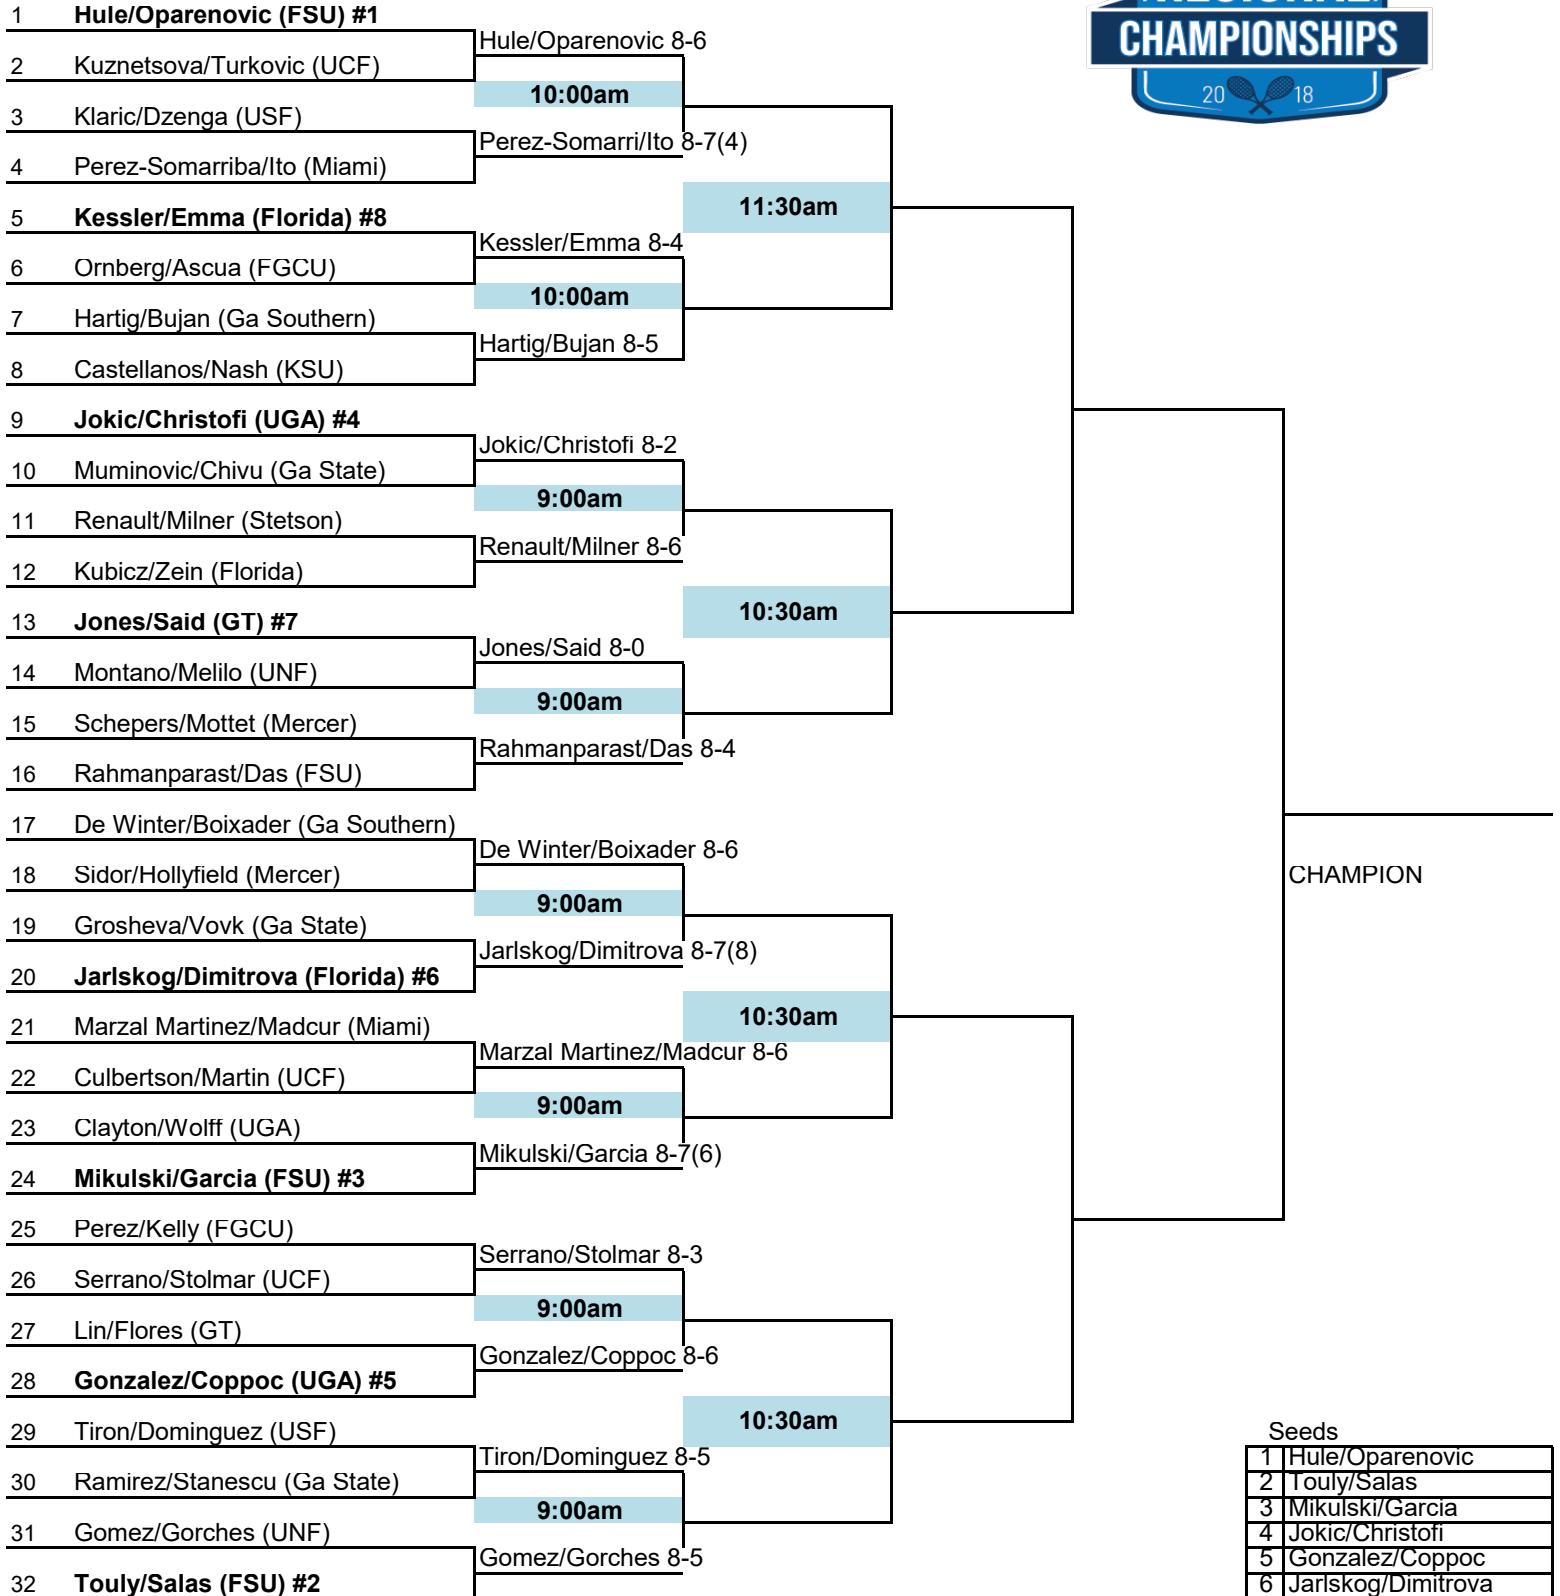 CHAMPIONSHIPS
20 18
1 Hule/Oparenovic (FSU) #1
Hule/Oparenovic 8-6
2 Kuznetsova/Turkovic (UCF)
10:00am
3 Klaric/Dzenga (USF)
Perez-Somarri/Ito 8-7(4)
4 Perez-Somarriba/Ito (Miami)
11:30am
5 Kessler/Emma (Florida) #8
Kessler/Emma 8-4
6 Ornberg/Ascua (FGCU)
10:00am
7 Hartig/Bujan (Ga Southern)
Hartig/Bujan 8-5
8 Castellanos/Nash (KSU)
9 Jokic/Christofi (UGA) #4
Jokic/Christofi 8-2
10 Muminovic/Chivu (Ga State)
9:00am
11 Renault/Milner (Stetson)
Renault/Milner 8-6
12 Kubicz/Zein (Florida)
10:30am
13 Jones/Said (GT) #7
Jones/Said 8-0
14 Montano/Melilo (UNF)
9:00am
15 Schepers/Mottet (Mercer)
Rahmanparast/Das 8-4
16 Rahmanparast/Das (FSU)
17 De Winter/Boixader (Ga Southern)
De Winter/Boixader 8-6
18 Sidor/Hollyfield (Mercer)
CHAMPION
9:00am
19 Grosheva/Vovk (Ga State)
Jarlskog/Dimitrova 8-7(8)
20 Jarlskog/Dimitrova (Florida) #6
10:30am
21 Marzal Martinez/Madcur (Miami)
Marzal Martinez/Madcur 8-6
22 Culbertson/Martin (UCF)
9:00am
23 Clayton/Wolff (UGA)
Mikulski/Garcia 8-7(6)
24 Mikulski/Garcia (FSU) #3
25 Perez/Kelly (FGCU)
Serrano/Stolmar 8-3
26 Serrano/Stolmar (UCF)
9:00am
27 Lin/Flores (GT)
Gonzalez/Coppoc 8-6
28 Gonzalez/Coppoc (UGA) #5
10:30am
29 Tiron/Dominguez (USF)
Tiron/Dominguez 8-5
30 Ramirez/Stanescu (Ga State)
9:00am
31 Gomez/Gorches (UNF)
Gomez/Gorches 8-5
32 Touly/Salas (FSU) #2
Seeds
1 Hule/Oparenovic
2 Touly/Salas
3 Mikulski/Garcia
4 Jokic/Christofi
5 Gonzalez/Coppoc
6 Jarlskog/Dimitrova